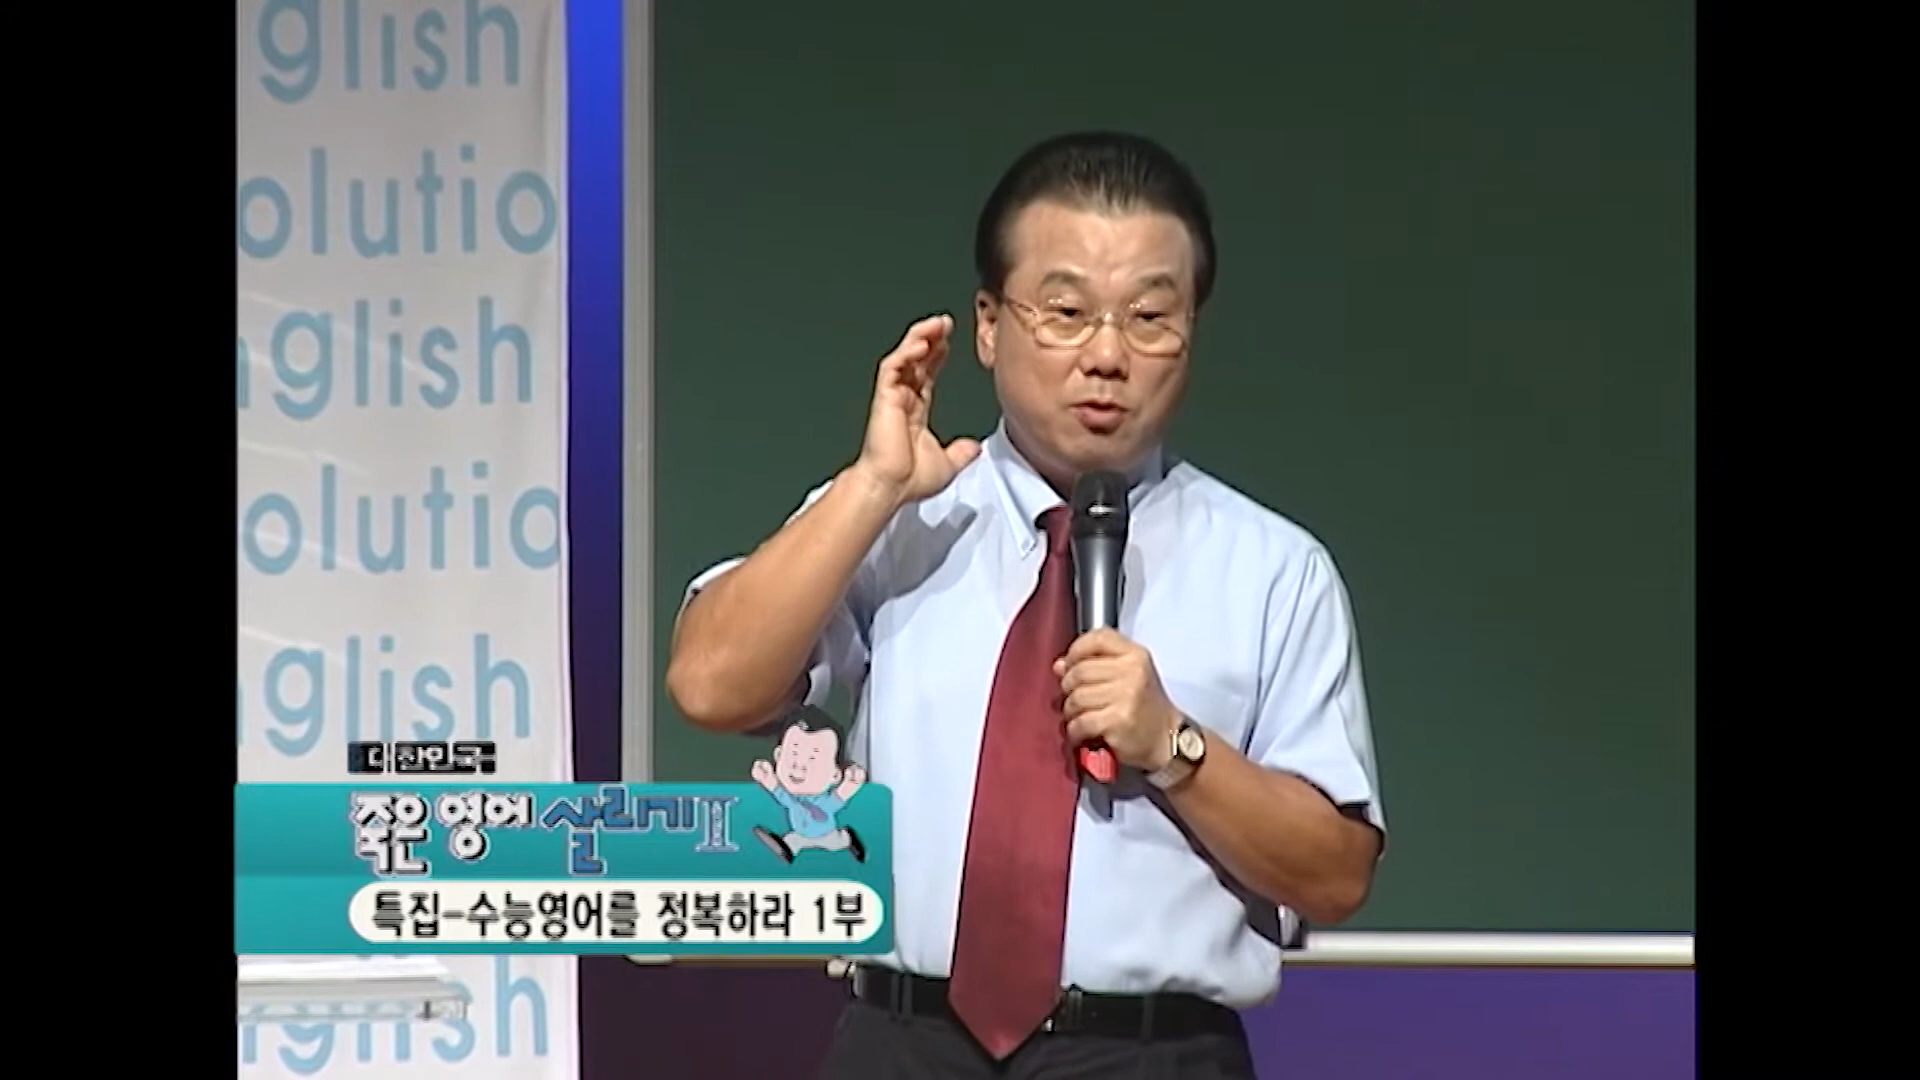 glish
olutio
nglish
olutio
nglish
대한민국
죽은 영어 살리기 II
특집-수능영어를 정복하라 1부
nglish